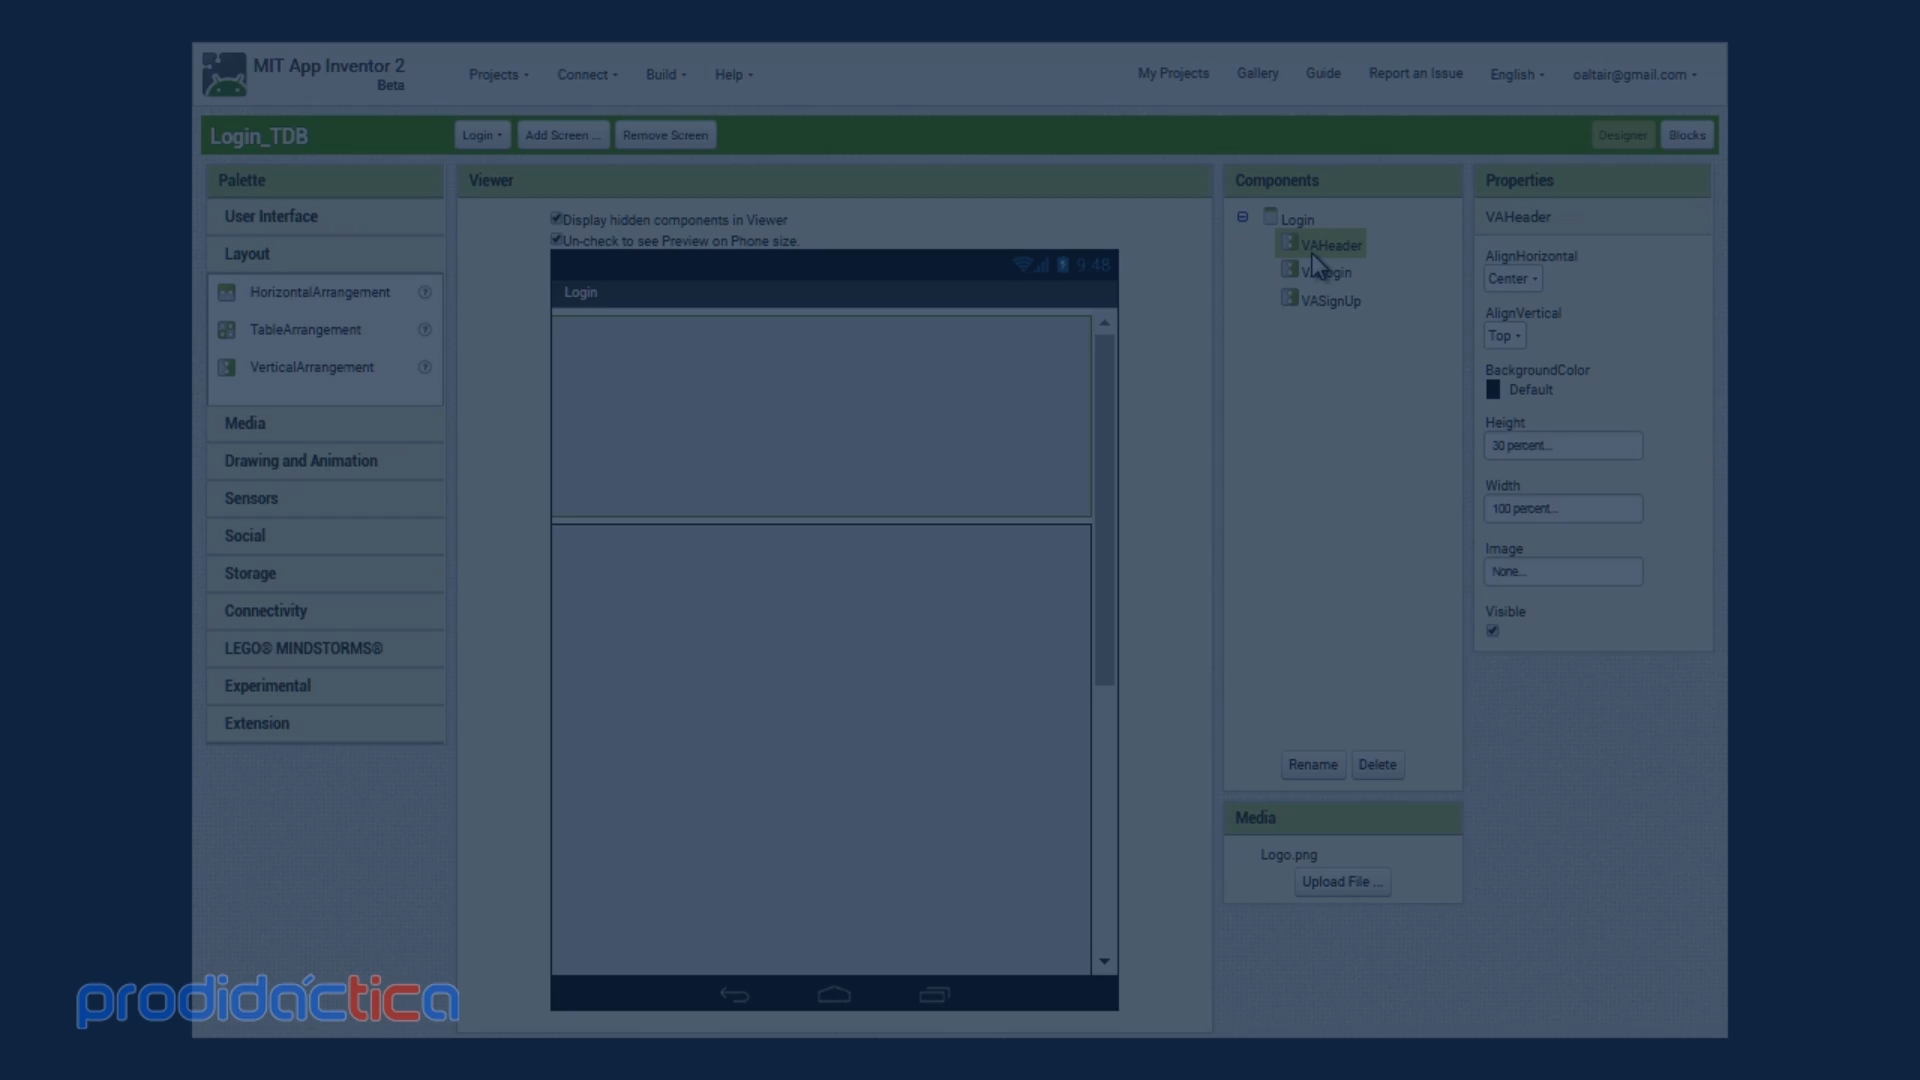 MIT App Inventor 2
Beta
Projects
Connect
Build
Help
My Projects
Gallery
Guide
Report an Issue
English
oaltair@gmail.com
Login_TDB
Login
Add Screen ...
Remove Screen
Designer
Blocks
Palette
User Interface
Layout
HorizontalArrangement
TableArrangement
VerticalArrangement
Media
Drawing and Animation
Sensors
Social
Storage
Connectivity
LEGO® MINDSTORMS®
Experimental
Extension
Viewer
Display hidden components in Viewer
Un-check to see Preview on Phone size.
9:48
Login
Components
Login
VAHeader
VASignUp
Rename
Delete
Media
Logo.png
Upload File ...
Properties
VAHeader
AlignHorizontal
Center
AlignVertical
Top
BackgroundColor
Default
Height
30 percent...
Width
100 percent...
Image
None...
Visible
prodidáctica